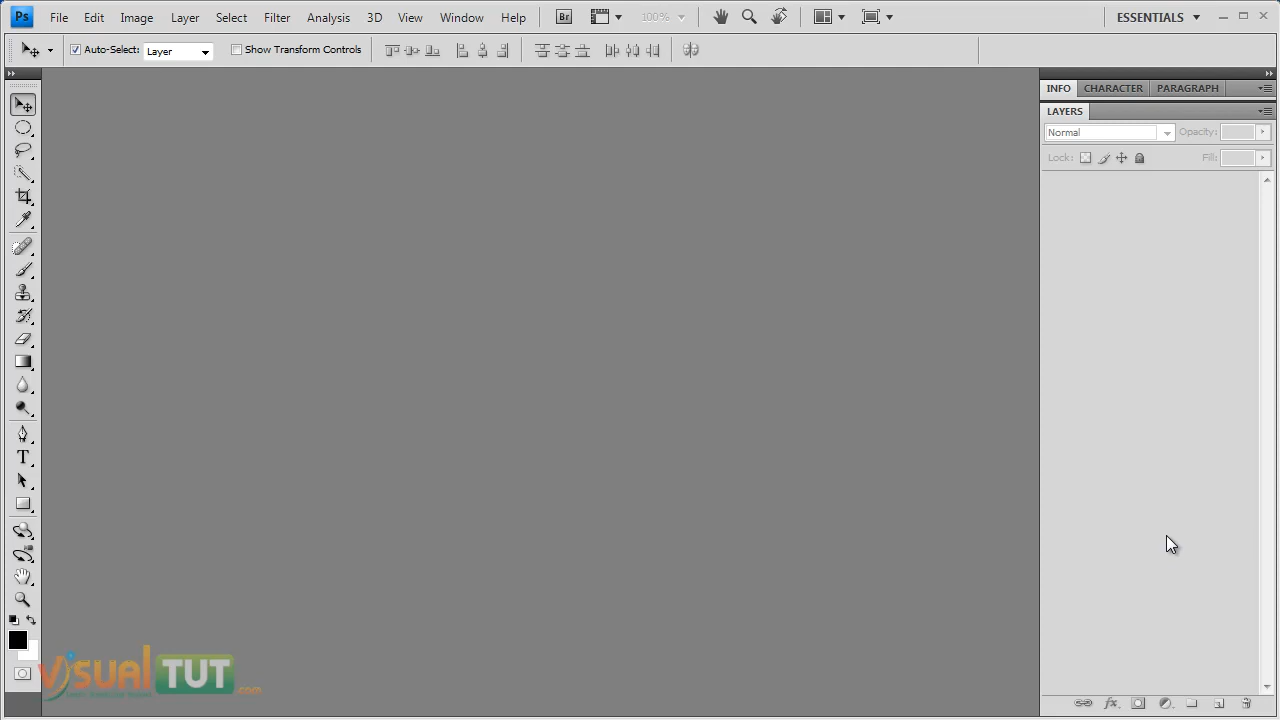 Ps File Edit Image Layer Select Filter Analysis 3D View Window Help Br 100% ESSENTIALS
Auto-Select: Layer Show Transform Controls
INFO CHARACTER PARAGRAPH
LAYERS
Normal Opacity:
Lock: Fill:
T
fx
visual TUT .com